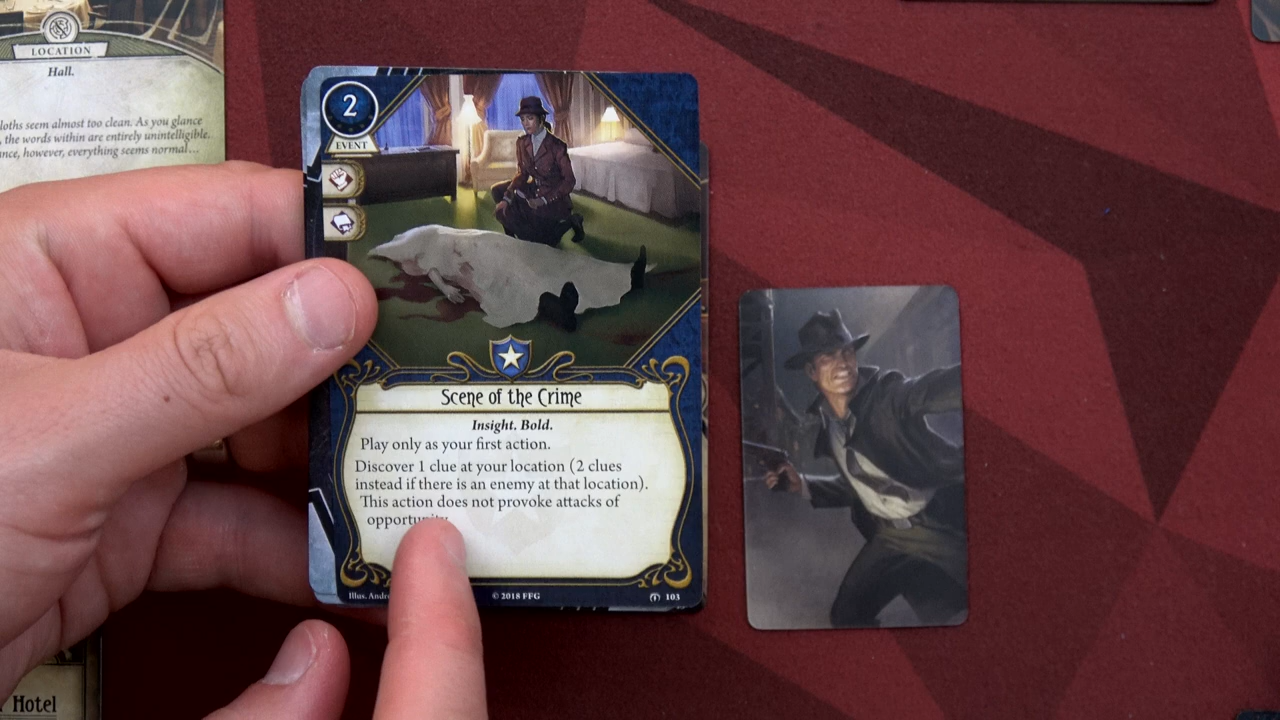 LOCATION
Hall.
loths seem almost too clean. As you glance
, the words within are entirely unintelligible.
nce, however, everything seems normal...
Hotel
2
EVENT
Scene of the Crime
Insight. Bold.
Play only as your first action.
Discover 1 clue at your location (2 clues
instead if there is an enemy at that location).
This action does not provoke attacks of
opportunity.
Illus. Andre
© 2018 FFG
103